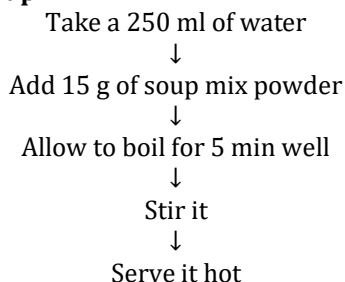 Take a 250 ml of water
↓
Add 15 g of soup mix powder
↓
Allow to boil for 5 min well
↓
Stir it
↓
Serve it hot